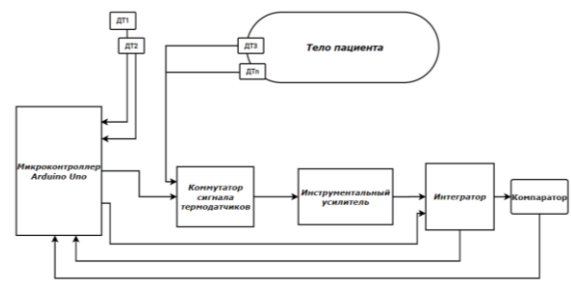 ДТ1
ДТ2
ДТ3
ДТn
Тело пациента
Микроконтроллер
Arduino Uno
Коммутатор
сигнала
термодатчиков
Инструментальный
усилитель
Интегратор
Компаратор